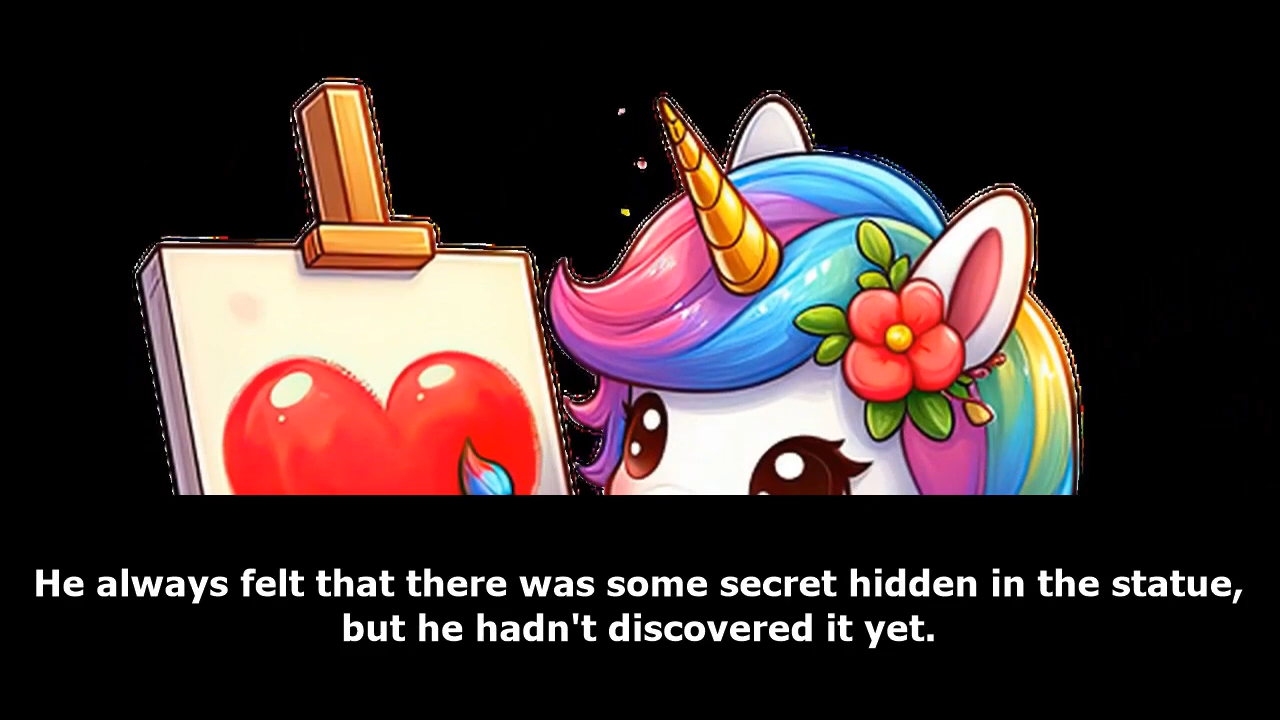 He always felt that there was some secret hidden in the statue,
but he hadn't discovered it yet.